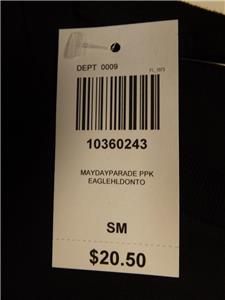 DEPT 0009
10360243
MAYDAYPARADE PPK
EAGLEHLDONTO
SM
$20.50